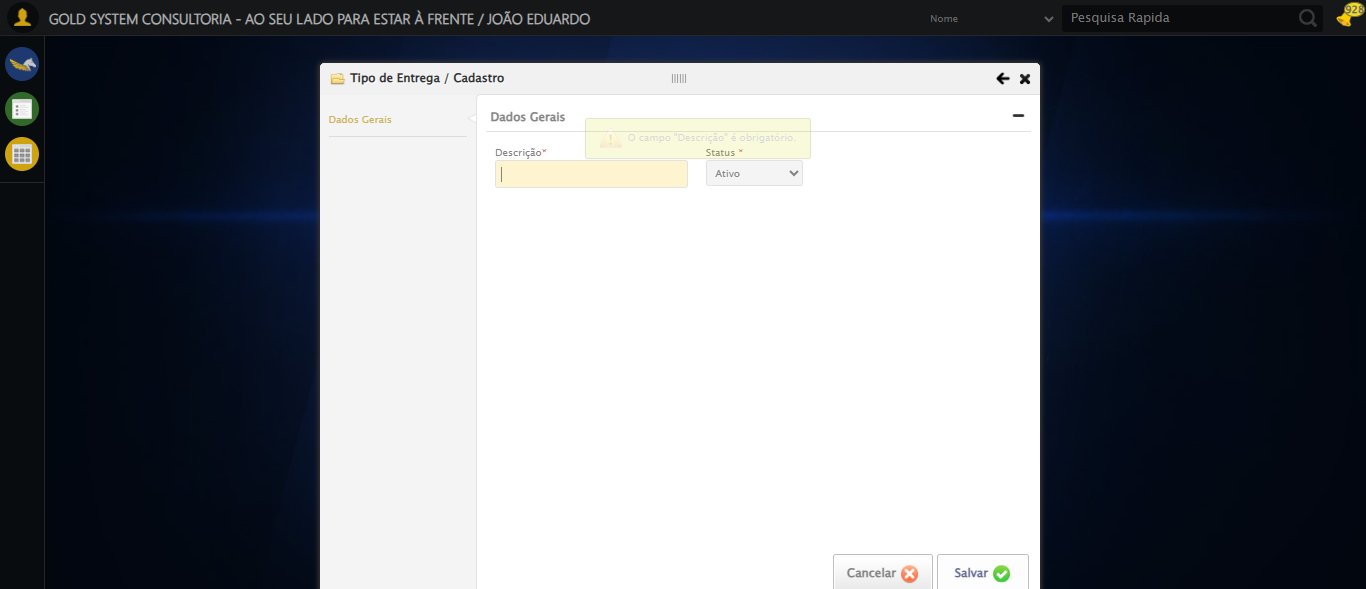 GOLD SYSTEM CONSULTORIA - AO SEU LADO PARA ESTAR À FRENTE / JOÃO EDUARDO
Nome
Pesquisa Rapida
928
Tipo de Entrega / Cadastro
Dados Gerais
Dados Gerais
O campo "Descrição" é obrigatório.
Descrição*
Status *
Ativo
Cancelar
Salvar